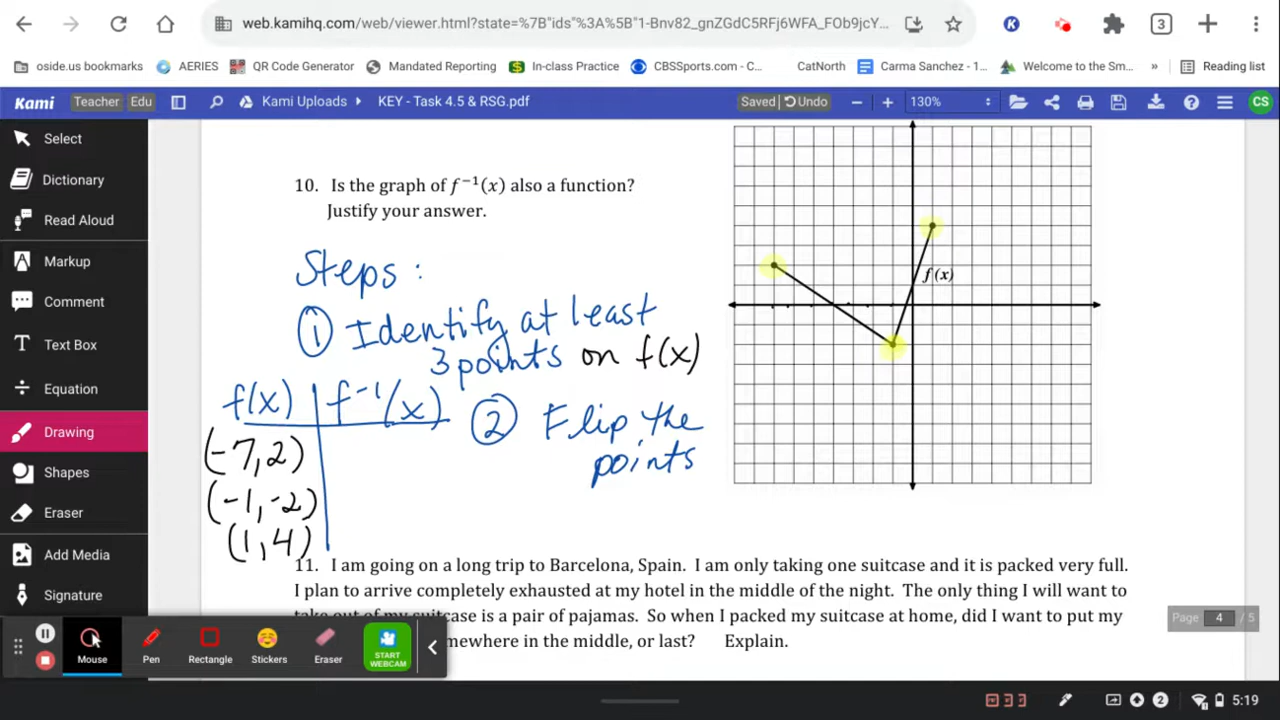 web.kamihq.com/web/viewer.html?state=%7B"ids"%3A%5B"1-Bnv82_gnZGdC5RFj6WFA_FOb9jcY... 3
oside.us bookmarks AERIES QR Code Generator Mandated Reporting In-class Practice CBSSports.com - C... CatNorth Carma Sanchez - 1... Welcome to the Sm... » Reading list
Kami Teacher Edu Kami Uploads KEY - Task 4.5 & RSG.pdf Saved Undo 130% CS
Select
Dictionary
Read Aloud
Markup
Comment
Text Box
Equation
Drawing
Shapes
Eraser
Add Media
Signature
10. Is the graph of f⁻¹(x) also a function?
Justify your answer.
Steps :
① Identify at least
3 points on f(x)
f(x) f⁻¹(x)
② Flip the
points
(-7,2)
(-1,-2)
(1,4)
f(x)
11. I am going on a long trip to Barcelona, Spain. I am only taking one suitcase and it is packed very full.
I plan to arrive completely exhausted at my hotel in the middle of the night. The only thing I will want to
take out of my suitcase is a pair of pajamas. So when I packed my suitcase at home, did I want to put my
mewhere in the middle, or last? Explain.
Page 4 / 5
Mouse Pen Rectangle Stickers Eraser START WEBCAM
2 5:19